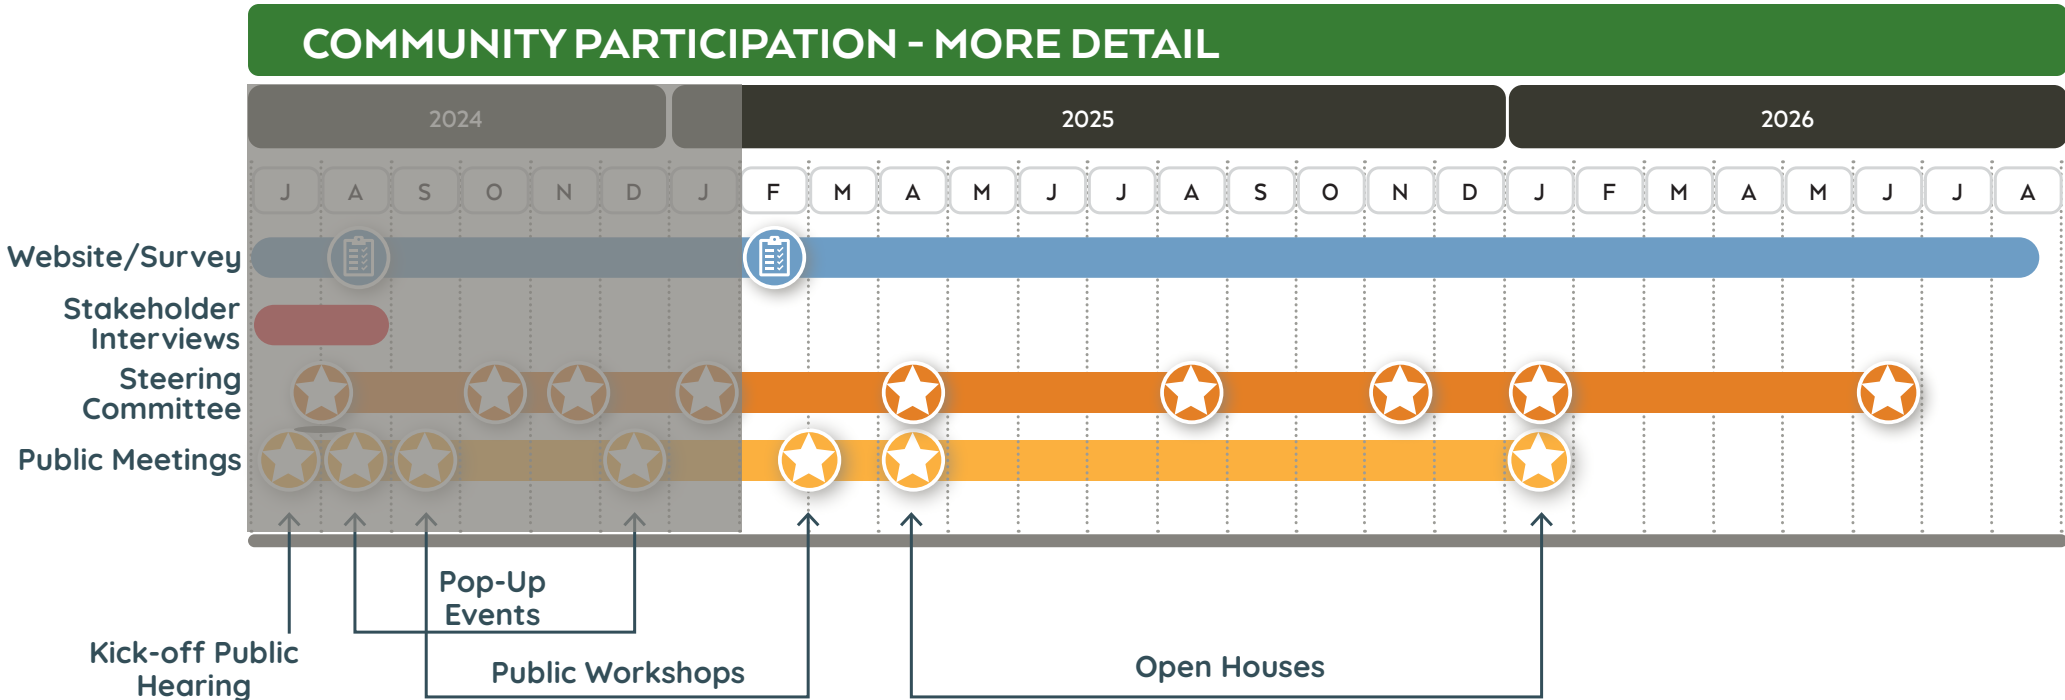 COMMUNITY PARTICIPATION - MORE DETAIL
2024 2025 2026
J A S O N D J F M A M J J A S O N D J F M A M J J A
Website/Survey
Stakeholder
Interviews
Steering
Committee
Public Meetings
Pop-Up
Events
Kick-off Public
Hearing
Public Workshops
Open Houses